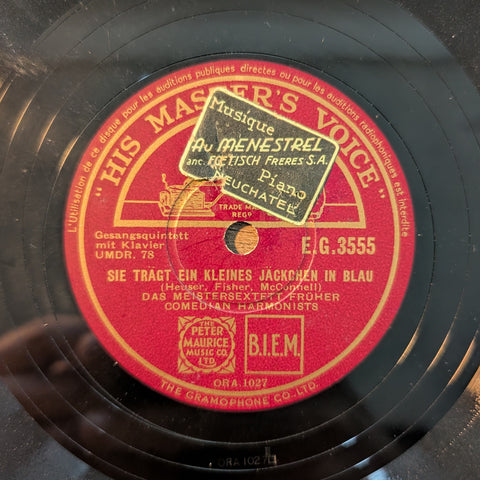 L'Utilisation de ce disque pour les auditions publiques directes ou pour les auditions radiophoniques est interdite
"HIS MASTER'S VOICE"
Musique
Au MENESTREL
anc. FŒTISCH FRERES S.A.
Piano
NEUCHATEL
TRADE M
REGD
Gesangsquintett
mit Klavier
UMDR. 78
E.G.3555
SIE TRÄGT EIN KLEINES JÄCKCHEN IN BLAU
(Heuser, Fisher, McConnell)
DAS MEISTERSEXTETT FRÜHER
COMEDIAN HARMONISTS
THE
PETER
MAURICE
MUSIC CO.
LTD
B.I.E.M.
ORA.1027
THE GRAMOPHONE CO. LTD.